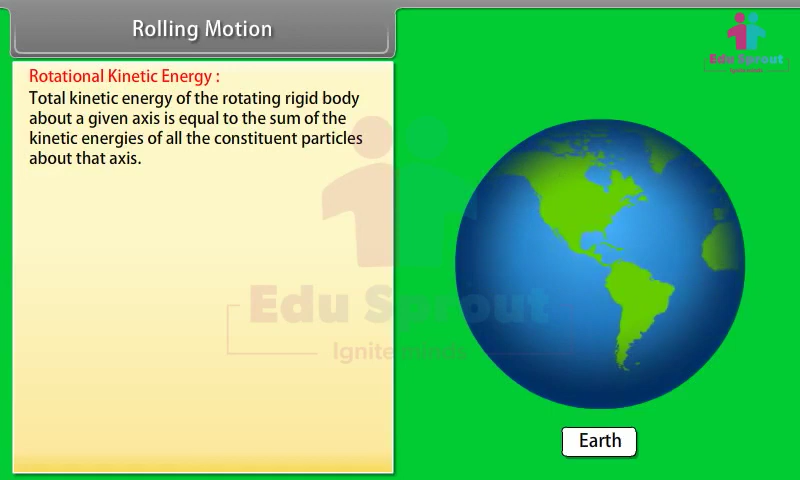 Rolling Motion
Edu Sprout
Ignite minds
Rotational Kinetic Energy :
Total kinetic energy of the rotating rigid body
about a given axis is equal to the sum of the
kinetic energies of all the constituent particles
about that axis.
Edu Sprout
Ignite minds
Earth